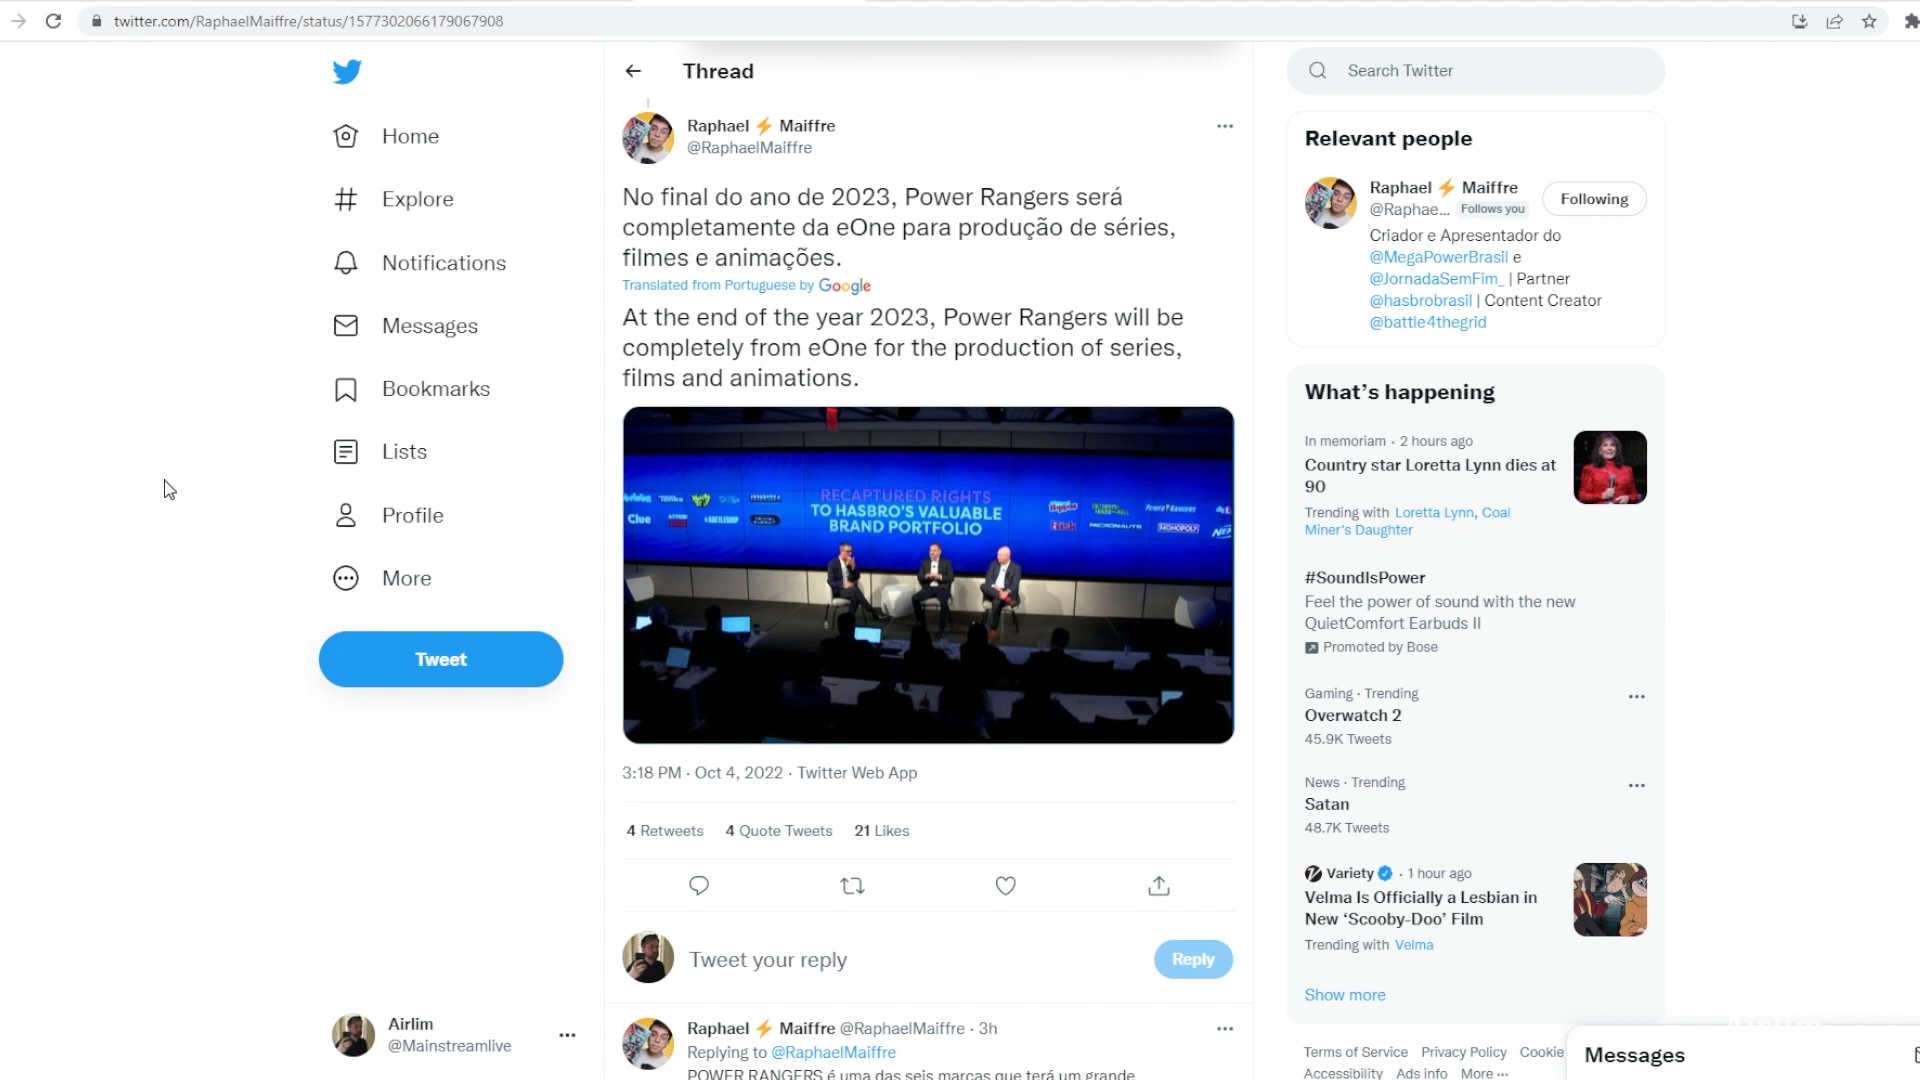 twitter.com/RaphaelMaiffre/status/1577302066179067908
Home
Explore
Notifications
Messages
Bookmarks
Lists
Profile
More
Tweet
Airlim
@Mainstreamlive
Thread
Raphael ⚡ Maiffre
@RaphaelMaiffre
No final do ano de 2023, Power Rangers será
completamente da eOne para produção de séries,
filmes e animações.
Translated from Portuguese by Google
At the end of the year 2023, Power Rangers will be
completely from eOne for the production of series,
films and animations.
RECAPTURED RIGHTS
TO HASBRO'S VALUABLE
BRAND PORTFOLIO
Clue
BATTLESHIP
POWER RANGERS
Risk
MICRONAUTS
MONOPOLY
3:18 PM · Oct 4, 2022 · Twitter Web App
4 Retweets 4 Quote Tweets 21 Likes
Tweet your reply
Reply
Raphael ⚡ Maiffre @RaphaelMaiffre · 3h
Replying to @RaphaelMaiffre
POWER RANGERS é uma das seis marcas que terá um grande
Search Twitter
Relevant people
Raphael ⚡ Maiffre
@Raphae... Follows you
Following
Criador e Apresentador do
@MegaPowerBrasil e
@JornadaSemFim_ | Partner
@hasbrobrasil | Content Creator
@battle4thegrid
What's happening
In memoriam · 2 hours ago
Country star Loretta Lynn dies at
90
Trending with Loretta Lynn, Coal
Miner's Daughter
#SoundIsPower
Feel the power of sound with the new
QuietComfort Earbuds II
Promoted by Bose
Gaming · Trending
Overwatch 2
45.9K Tweets
News · Trending
Satan
48.7K Tweets
Variety · 1 hour ago
Velma Is Officially a Lesbian in
New 'Scooby-Doo' Film
Trending with Velma
Show more
Terms of Service Privacy Policy Cookie
Accessibility Ads info More ···
Messages